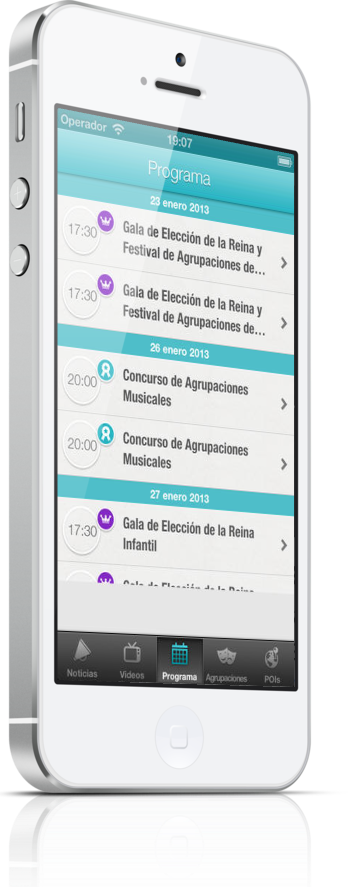 Operador
19:07
Programa
23 enero 2013
17:30
Gala de Elección de la Reina y
Festival de Agrupaciones de...
17:30
Gala de Elección de la Reina y
Festival de Agrupaciones de...
26 enero 2013
20:00
Concurso de Agrupaciones
Musicales
20:00
Concurso de Agrupaciones
Musicales
27 enero 2013
17:30
Gala de Elección de la Reina
Infantil
Noticias
Videos
Programa
Agrupaciones
POIs